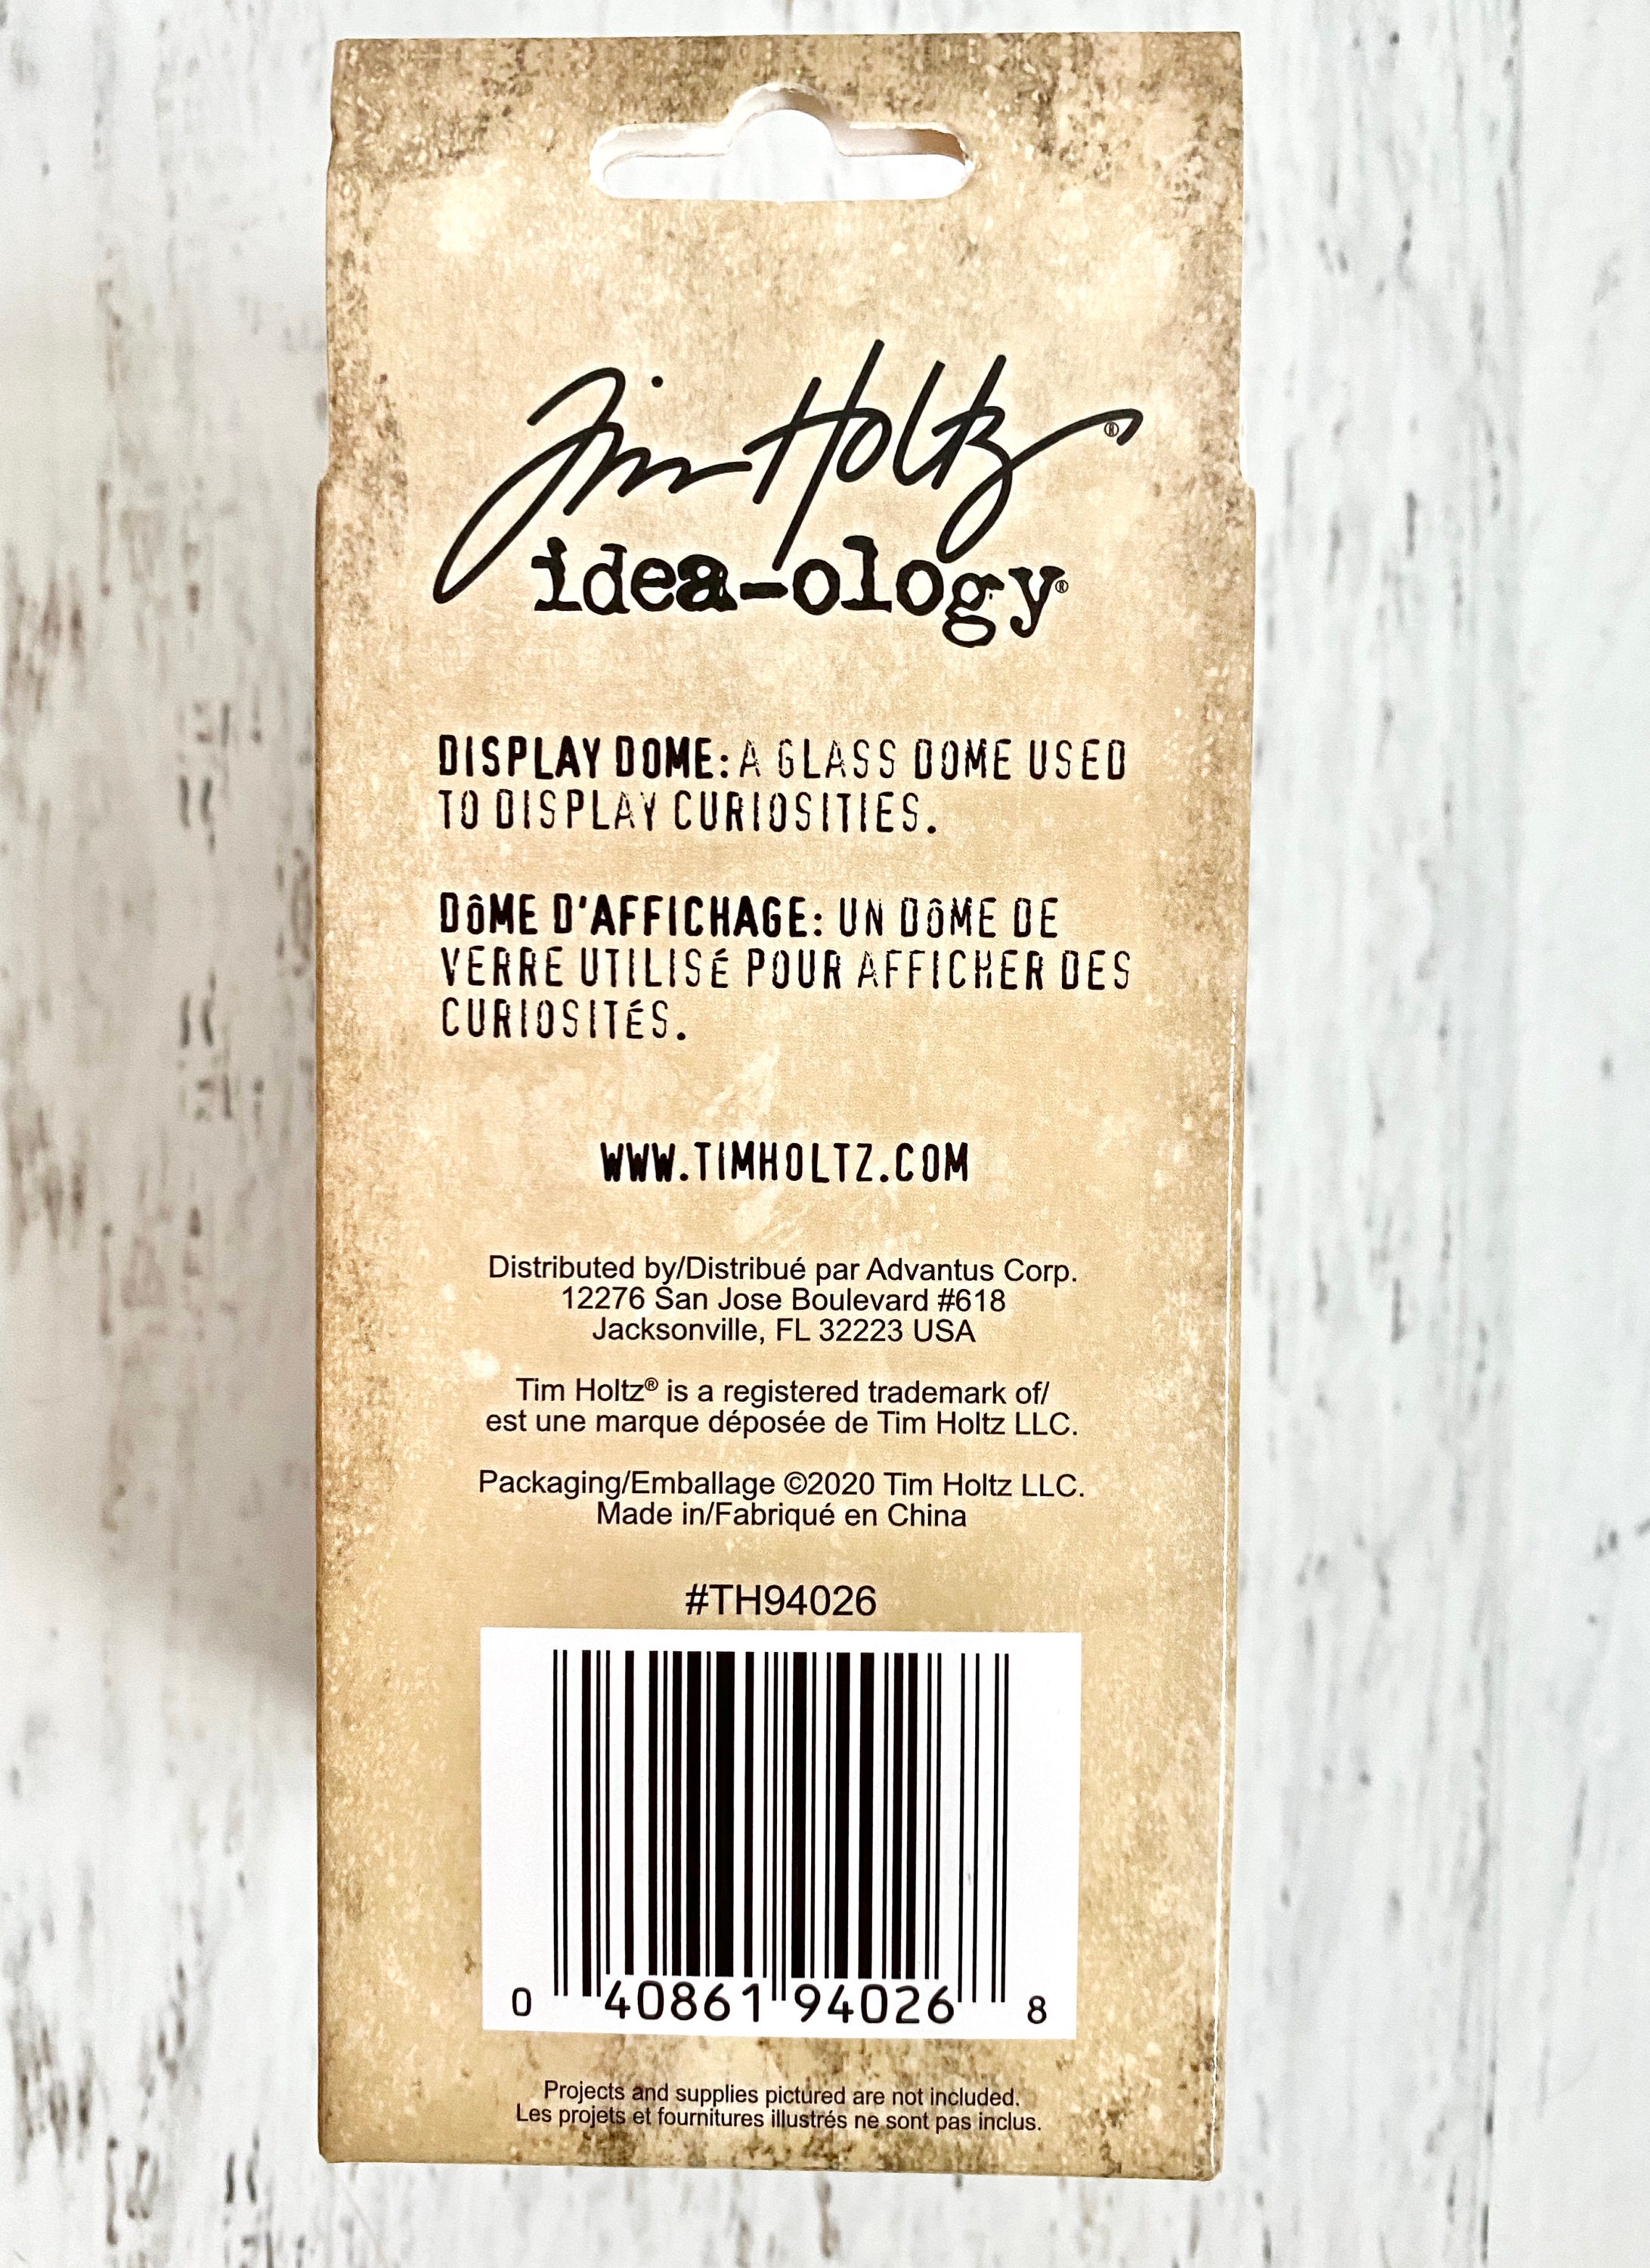 Tim Holtz®
idea-ology®
DISPLAY DOME: A GLASS DOME USED
TO DISPLAY CURIOSITIES.
DôME D'AFFICHAGE: UN DôME DE
VERRE UTILISÉ POUR AFFICHER DES
CURIOSITÉS.
WWW.TIMHOLTZ.COM
Distributed by/Distribué par Advantus Corp.
12276 San Jose Boulevard #618
Jacksonville, FL 32223 USA
Tim Holtz® is a registered trademark of/
est une marque déposée de Tim Holtz LLC.
Packaging/Emballage ©2020 Tim Holtz LLC.
Made in/Fabriqué en China
#TH94026
0 40861 94026 8
Projects and supplies pictured are not included.
Les projets et fournitures illustrés ne sont pas inclus.